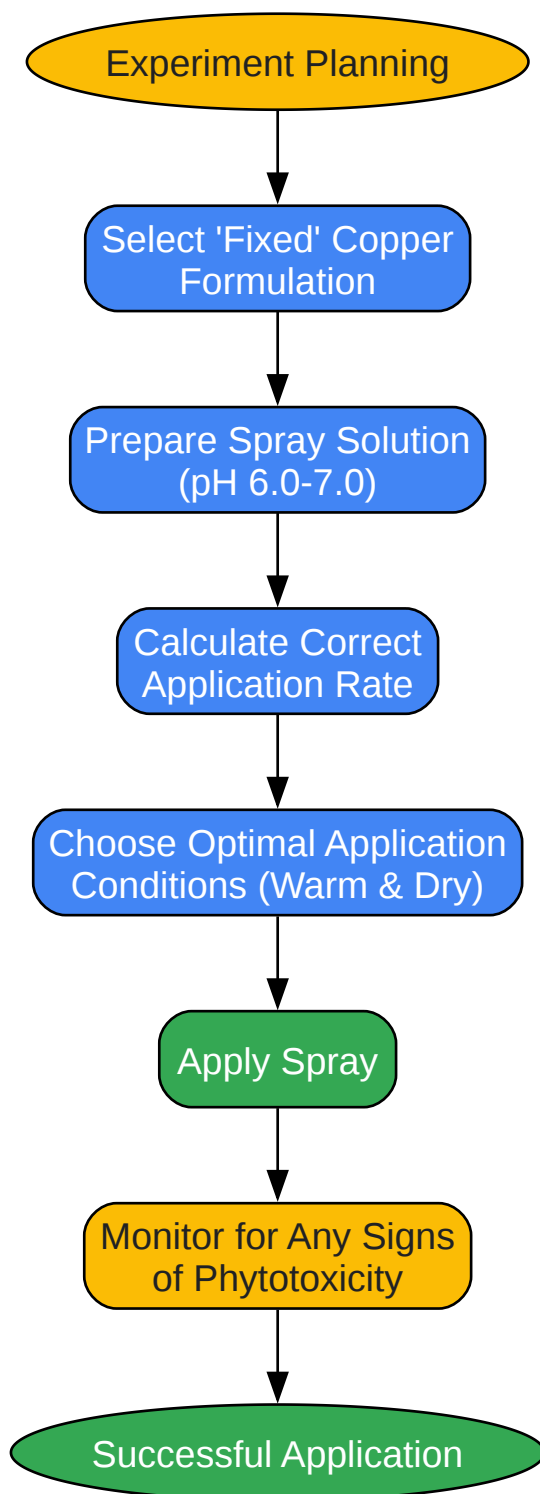 Experiment Planning
Select 'Fixed' Copper
Formulation
Prepare Spray Solution
(pH 6.0-7.0)
Calculate Correct
Application Rate
Choose Optimal Application
Conditions (Warm & Dry)
Apply Spray
Monitor for Any Signs
of Phytotoxicity
Successful Application